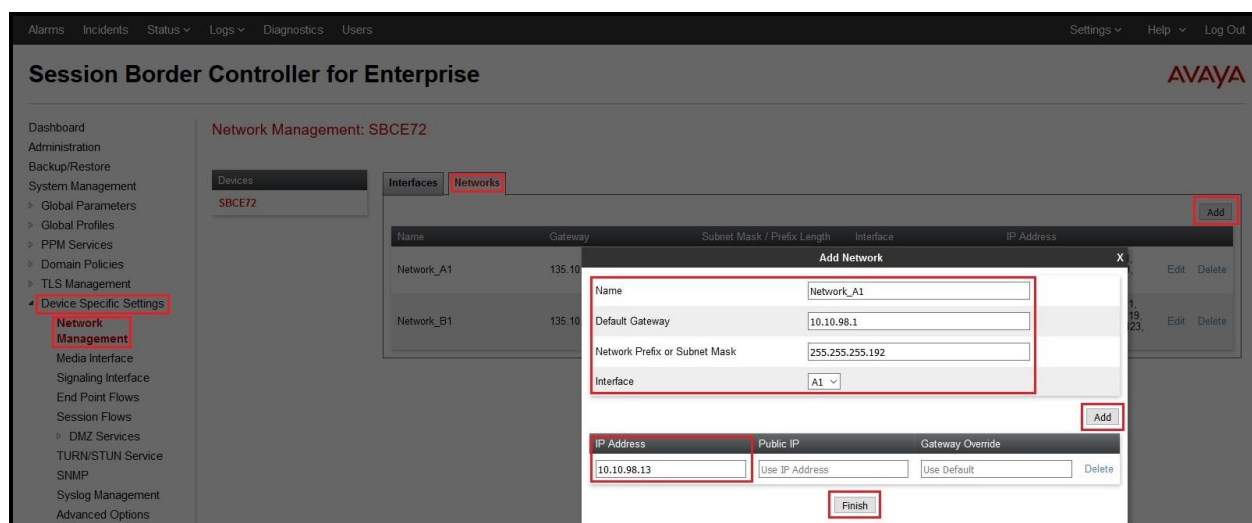 Alarms Incidents Status Logs Diagnostics Users Settings Help Log Out
Session Border Controller for Enterprise
AVAYA
Dashboard
Administration
Backup/Restore
System Management
Global Parameters
Global Profiles
PPM Services
Domain Policies
TLS Management
Device Specific Settings
Network
Management
Media Interface
Signaling Interface
End Point Flows
Session Flows
DMZ Services
TURN/STUN Service
SNMP
Syslog Management
Advanced Options
Network Management: SBCE72
Devices
SBCE72
Interfaces Networks
Add
Name Gateway Subnet Mask / Prefix Length Interface IP Address
Network_A1 135.10 Edit Delete
Network_B1 135.10 19, 23, Edit Delete
Add Network X
Name Network_A1
Default Gateway 10.10.98.1
Network Prefix or Subnet Mask 255.255.255.192
Interface A1
Add
IP Address Public IP Gateway Override
10.10.98.13 Use IP Address Use Default Delete
Finish